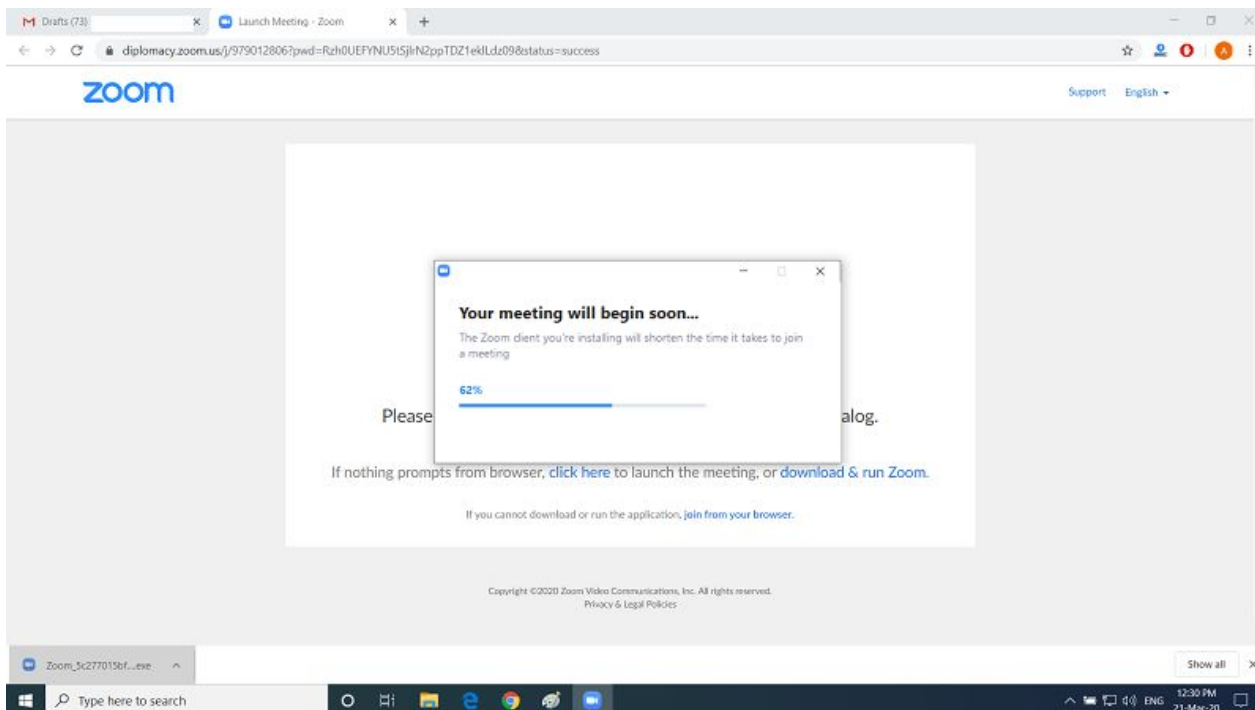 Drafts (73)
Launch Meeting - Zoom
diplomacy.zoom.us/j/979012806?pwd=
zoom
Support English
Your meeting will begin soon...
The Zoom client you're installing will shorten the time it takes to join
a meeting
62%
Please
alog.
If nothing prompts from browser, click here to launch the meeting, or download & run Zoom.
If you cannot download or run the application, join from your browser.
Copyright ©2020 Zoom Video Communications, Inc. All rights reserved.
Privacy & Legal Policies
Zoom_5c277015bf....exe
Show all
Type here to search
ENG
12:30 PM
21-Mar-20